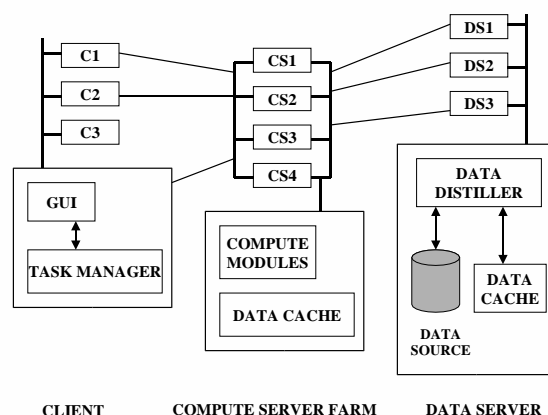 C1
C2
C3
GUI
TASK MANAGER
CLIENT
CS1
CS2
CS3
CS4
COMPUTE
MODULES
DATA CACHE
COMPUTE SERVER FARM
DS1
DS2
DS3
DATA
DISTILLER
DATA
SOURCE
DATA
CACHE
DATA SERVER